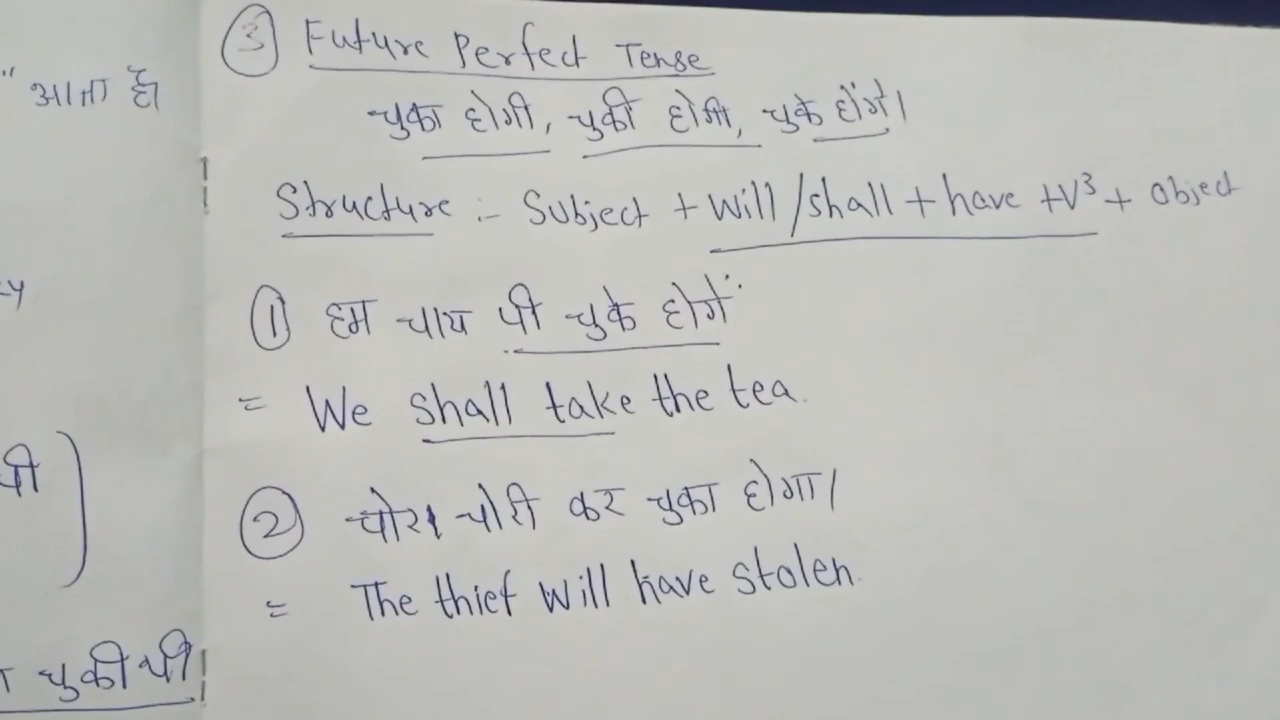 " आता है
③ Future Perfect Tense
चुका होगी, चुकी होगी, चुके होंगे।
Structure :- Subject + will/shall + have +V³ + Object
① हम चाय पी चुके होगें
= We shall take the tea.
② चोर चोरी कर चुका होगा।
= The thief will have stolen.
पी )
चुकी पी